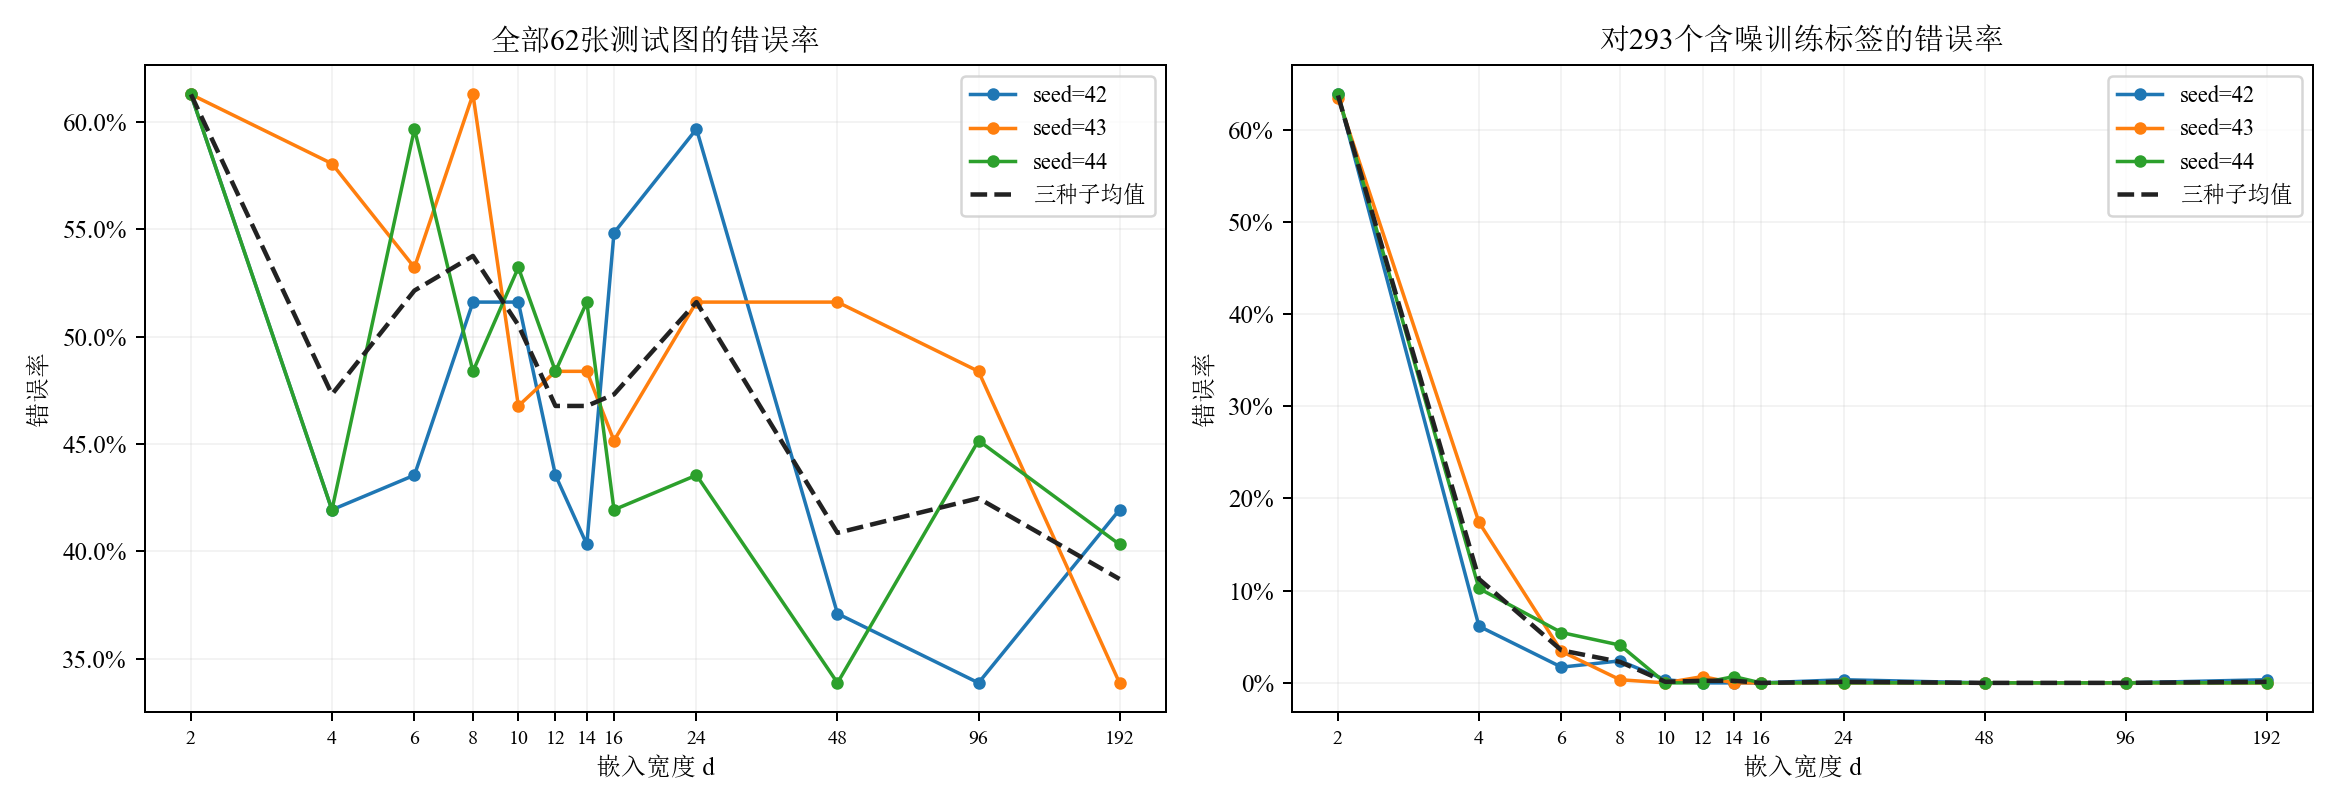 全部62张测试图的错误率
错误率
60.0%
55.0%
50.0%
45.0%
40.0%
35.0%
seed=42
seed=43
seed=44
三种子均值
2 4 6 8 10 12 14 16 24 48 96 192
嵌入宽度 d
对293个含噪训练标签的错误率
错误率
60%
50%
40%
30%
20%
10%
0%
seed=42
seed=43
seed=44
三种子均值
2 4 6 8 10 12 14 16 24 48 96 192
嵌入宽度 d